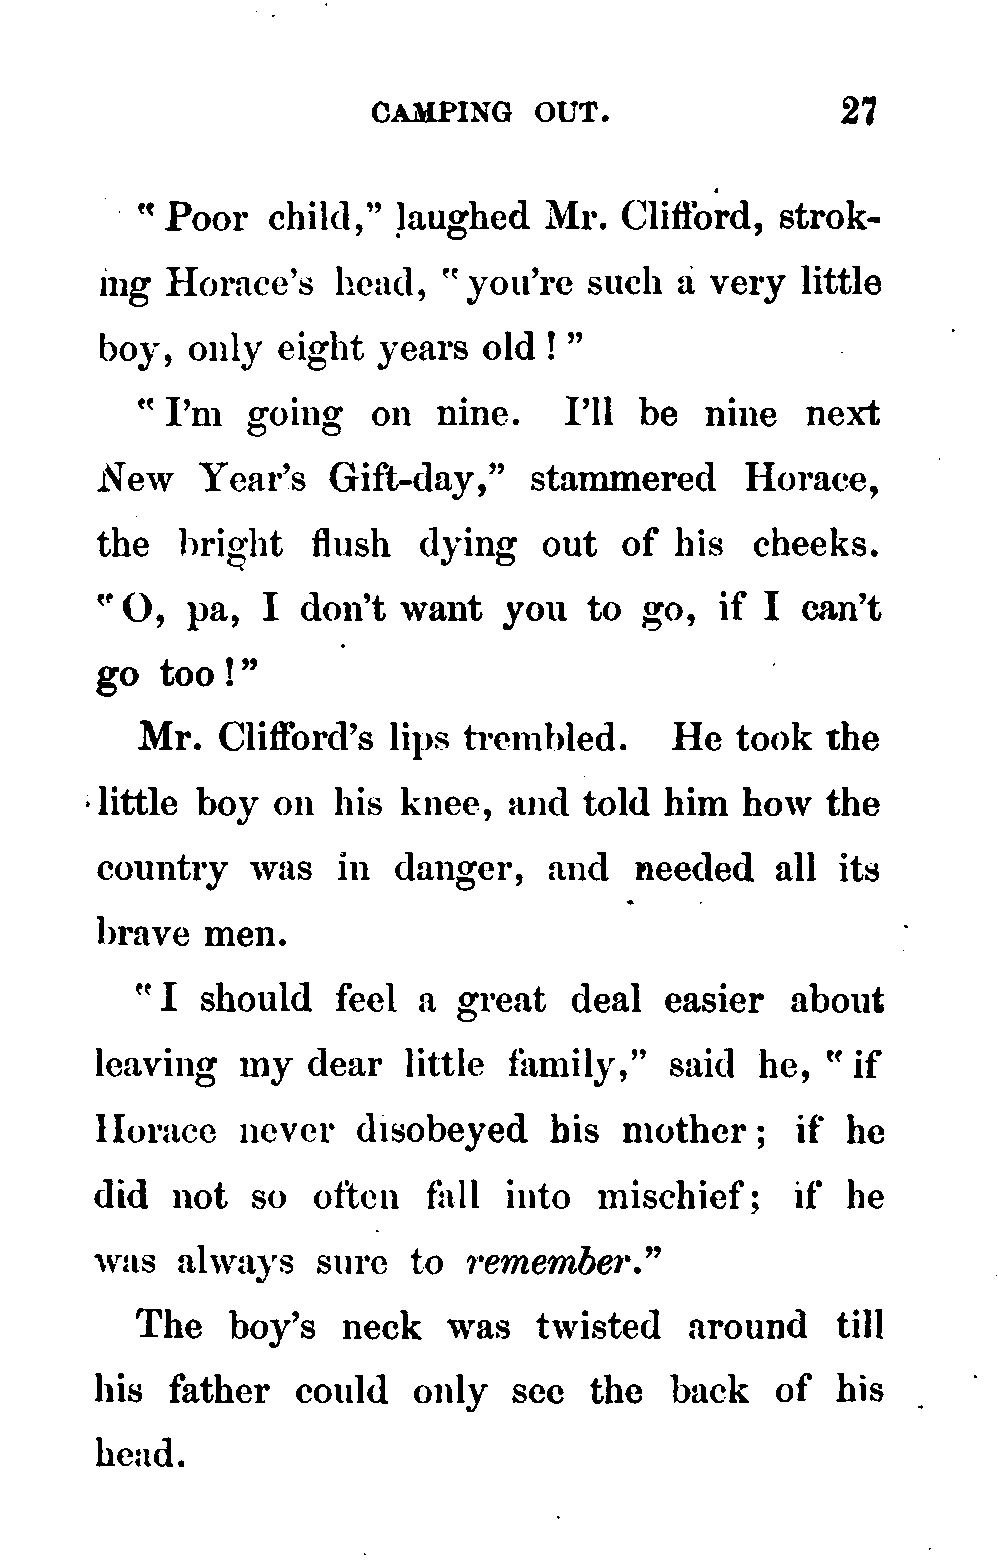 CAMPING OUT. 27
"Poor child," laughed Mr. Clifford, strok-
ing Horace's head, "you're such a very little
boy, only eight years old!"
"I'm going on nine. I'll be nine next
New Year's Gift-day," stammered Horace,
the bright flush dying out of his cheeks.
"O, pa, I don't want you to go, if I can't
go too!"
Mr. Clifford's lips trembled. He took the
little boy on his knee, and told him how the
country was in danger, and needed all its
brave men.
"I should feel a great deal easier about
leaving my dear little family," said he, "if
Horace never disobeyed his mother; if he
did not so often fall into mischief; if he
was always sure to remember."
The boy's neck was twisted around till
his father could only see the back of his
head.